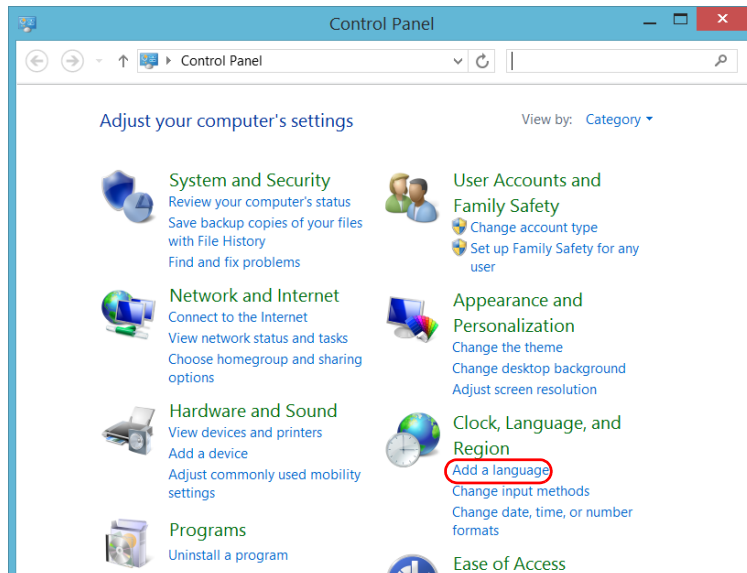 Control Panel
Control Panel
Adjust your computer's settings
View by: Category
System and Security
Review your computer's status
Save backup copies of your files
with File History
Find and fix problems
Network and Internet
Connect to the Internet
View network status and tasks
Choose homegroup and sharing
options
Hardware and Sound
View devices and printers
Add a device
Adjust commonly used mobility
settings
Programs
Uninstall a program
User Accounts and
Family Safety
Change account type
Set up Family Safety for any
user
Appearance and
Personalization
Change the theme
Change desktop background
Adjust screen resolution
Clock, Language, and
Region
Add a language
Change input methods
Change date, time, or number
formats
Ease of Access